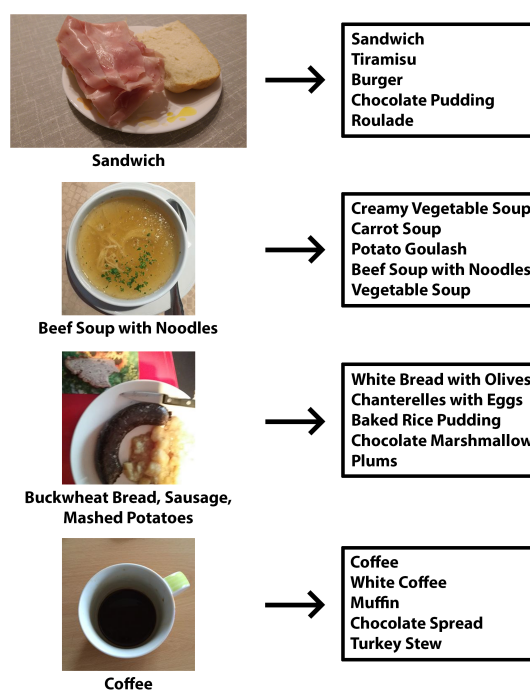 Sandwich
Tiramisu
Burger
Chocolate Pudding
Roulade
Sandwich
Creamy Vegetable Soup
Carrot Soup
Potato Goulash
Beef Soup with Noodles
Vegetable Soup
Beef Soup with Noodles
White Bread with Olives
Chanterelles with Eggs
Baked Rice Pudding
Chocolate Marshmallow
Plums
Buckwheat Bread, Sausage,
Mashed Potatoes
Coffee
White Coffee
Muffin
Chocolate Spread
Turkey Stew
Coffee